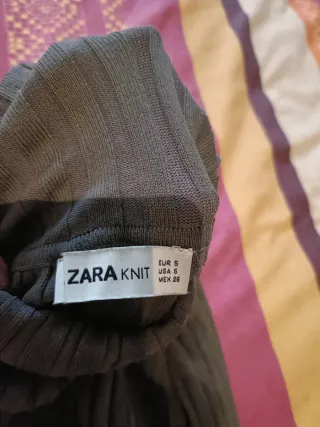 ZARA KNIT
EUR S
USA S
MEX 26